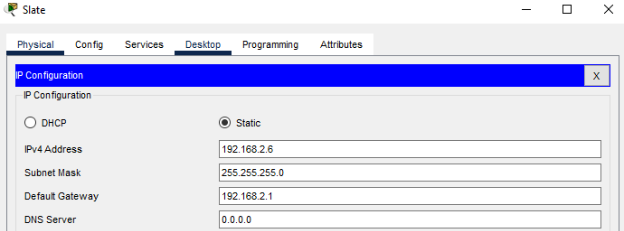 Slate
Physical Config Services Desktop Programming Attributes
IP Configuration X
IP Configuration
DHCP Static
IPv4 Address 192.168.2.6
Subnet Mask 255.255.255.0
Default Gateway 192.168.2.1
DNS Server 0.0.0.0